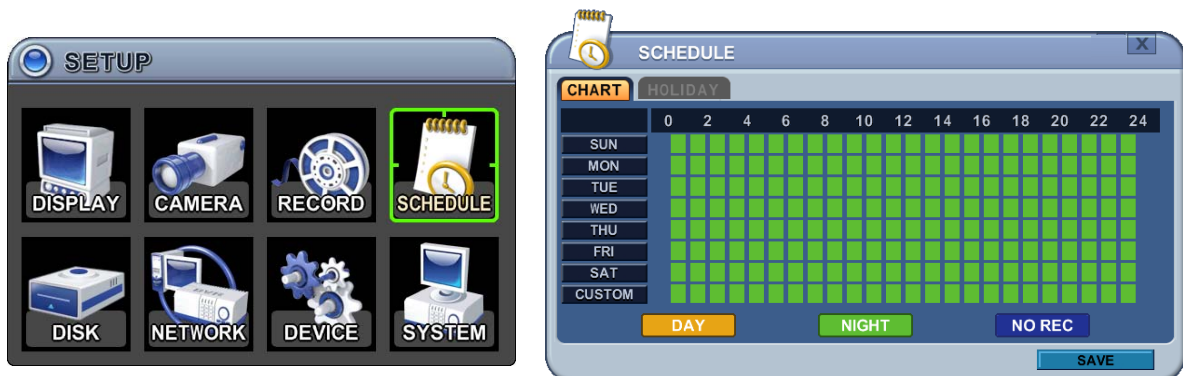 SETUP
DISPLAY CAMERA RECORD SCHEDULE
DISK NETWORK DEVICE SYSTEM
SCHEDULE X
CHART HOLIDAY
0 2 4 6 8 10 12 14 16 18 20 22 24
SUN
MON
TUE
WED
THU
FRI
SAT
CUSTOM
DAY NIGHT NO REC
SAVE